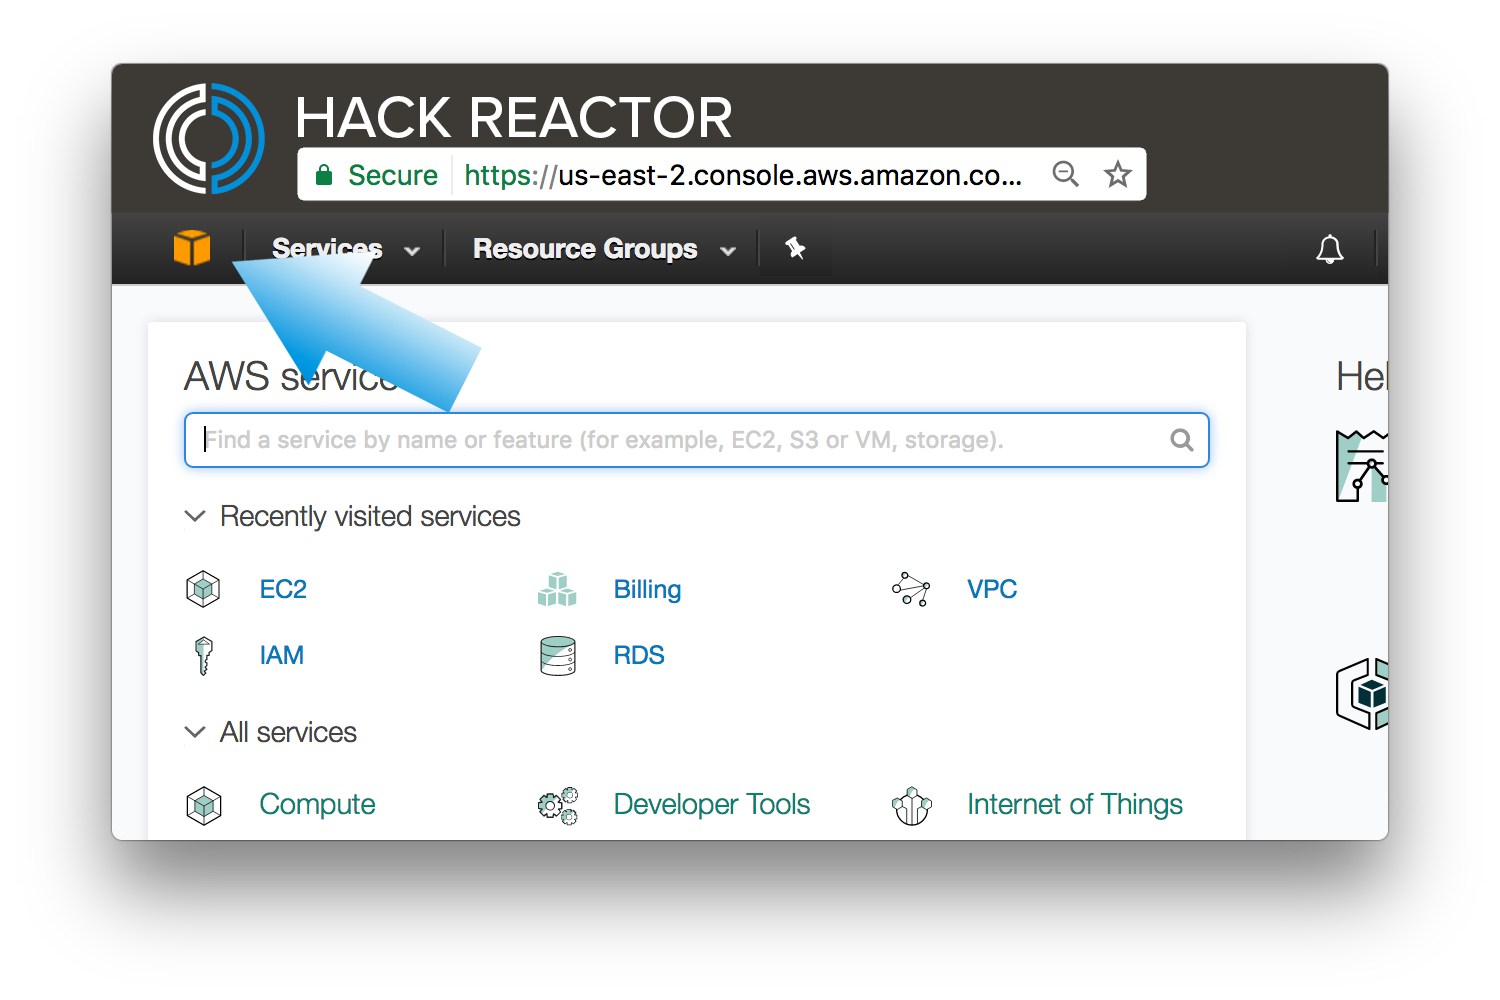 HACK REACTOR
Secure https://us-east-2.console.aws.amazon.co...
Services Resource Groups
AWS servic
Hel
Find a service by name or feature (for example, EC2, S3 or VM, storage).
Recently visited services
EC2 Billing VPC
IAM RDS
All services
Compute Developer Tools Internet of Things